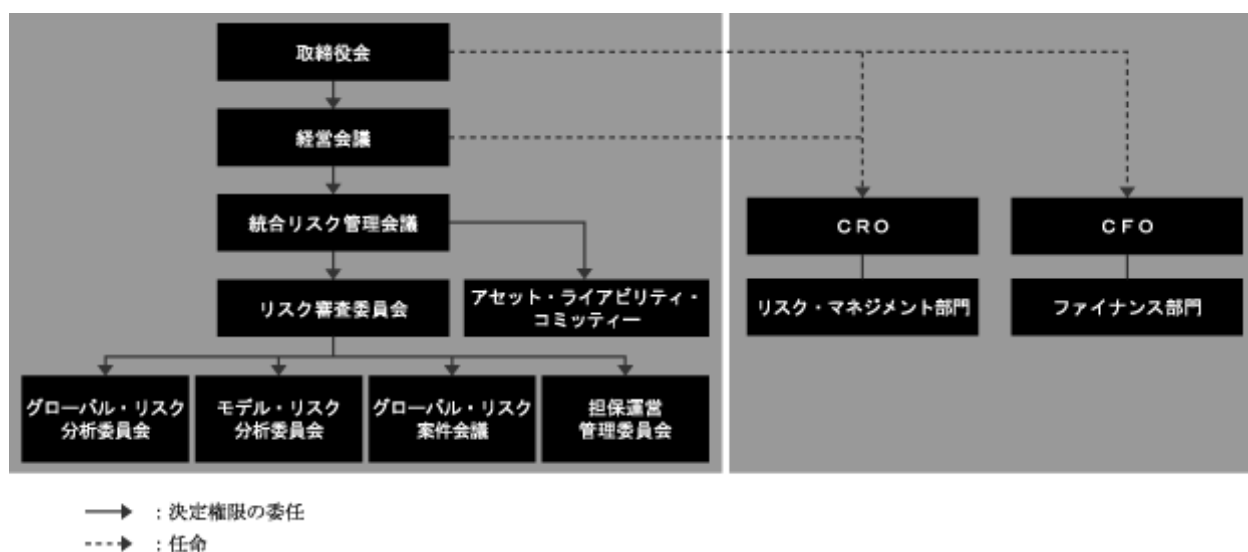 取締役会
経営会議
統合リスク管理会議
リスク審査委員会
アセット・ライアビリティ・
コミッティー
グローバル・リスク
分析委員会
モデル・リスク
分析委員会
グローバル・リスク
案件会議
担保運営
管理委員会
CRO
リスク・マネジメント部門
CFO
ファイナンス部門
：決定権限の委任
：任命